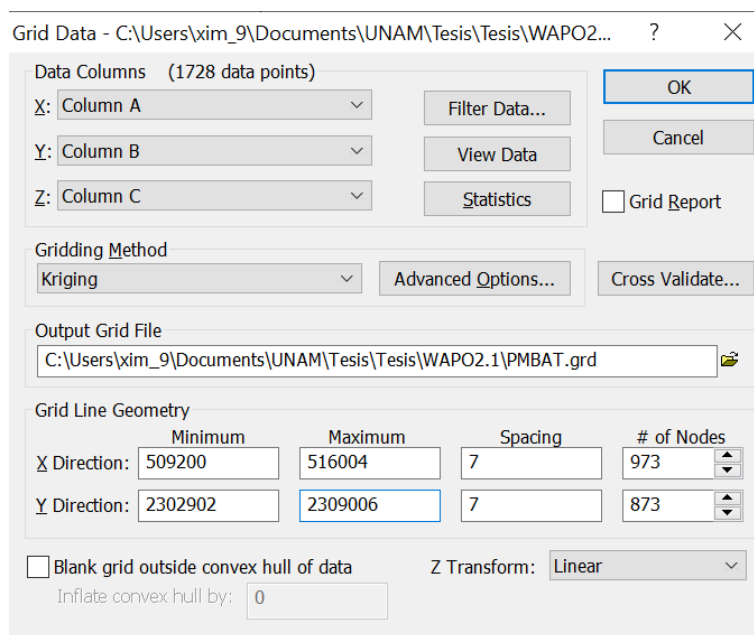 Grid Data - C:\Users\xim_9\Documents\UNAM\Tesis\Tesis\WAPO2... ? ×
Data Columns (1728 data points)
X: Column A
Y: Column B
Z: Column C
Filter Data...
View Data
Statistics
OK
Cancel
Grid Report
Gridding Method
Kriging
Advanced Options...
Cross Validate...
Output Grid File
C:\Users\xim_9\Documents\UNAM\Tesis\Tesis\WAPO2.1\PMBAT.grd
Grid Line Geometry
Minimum Maximum Spacing # of Nodes
X Direction: 509200 516004 7 973
Y Direction: 2302902 2309006 7 873
Blank grid outside convex hull of data
Z Transform: Linear
Inflate convex hull by: 0